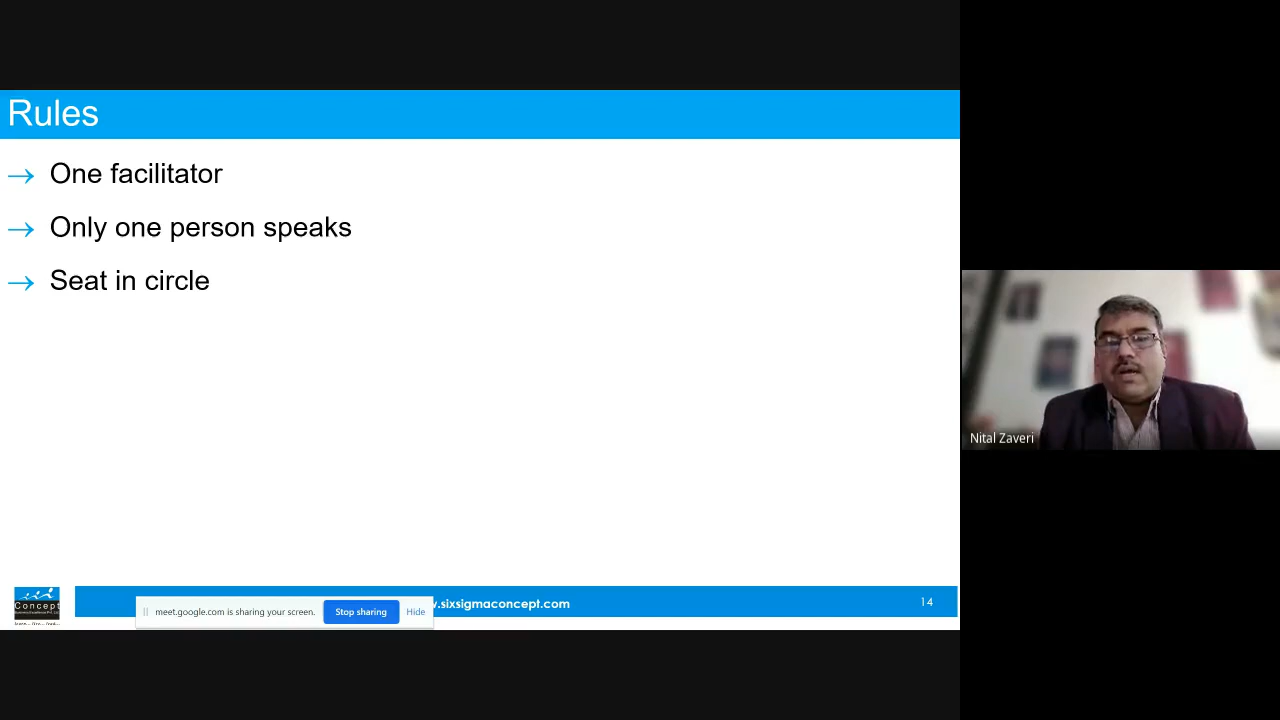 Rules
→ One facilitator
→ Only one person speaks
→ Seat in circle
Nital Zaveri
Concept
meet.google.com is sharing your screen.
Stop sharing
Hide
.sixsigmaconcept.com
14